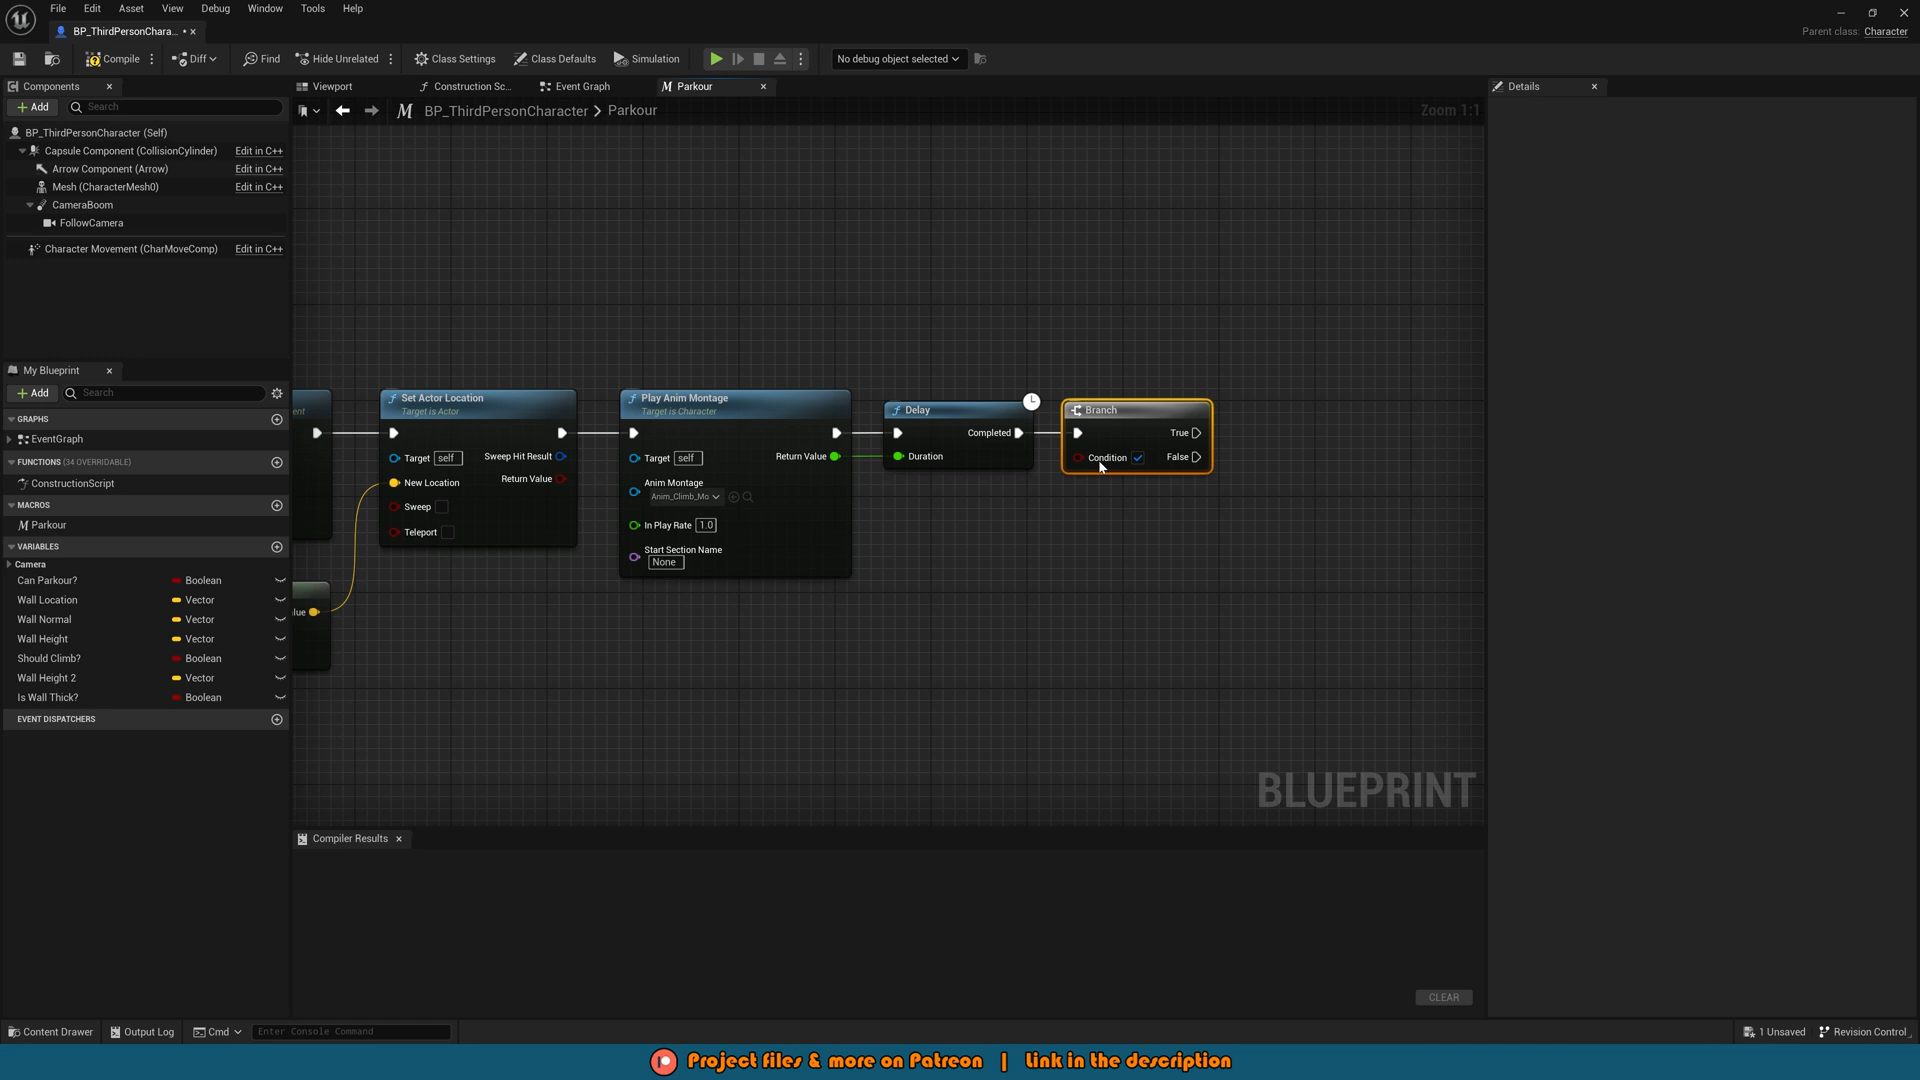 File Edit Asset View Debug Window Tools Help
BP_ThirdPersonChara... •
Parent class: Character
Compile Diff Find Hide Unrelated Class Settings Class Defaults Simulation No debug object selected
Components
Viewport Construction Sc... Event Graph Parkour
Details
Add Search
BP_ThirdPersonCharacter > Parkour
Zoom 1:1
BP_ThirdPersonCharacter (Self)
Capsule Component (CollisionCylinder) Edit in C++
Arrow Component (Arrow) Edit in C++
Mesh (CharacterMesh0) Edit in C++
CameraBoom
FollowCamera
Character Movement (CharMoveComp) Edit in C++
My Blueprint
Add Search
GRAPHS
EventGraph
FUNCTIONS (34 OVERRIDABLE)
ConstructionScript
MACROS
Parkour
VARIABLES
Camera
Can Parkour? Boolean
Wall Location Vector
Wall Normal Vector
Wall Height Vector
Should Climb? Boolean
Wall Height 2 Vector
Is Wall Thick? Boolean
EVENT DISPATCHERS
ent
lue
Set Actor Location
Target is Actor
Target self Sweep Hit Result
New Location Return Value
Sweep
Teleport
Play Anim Montage
Target is Character
Target self Return Value
Anim Montage
Anim_Climb_Mo
In Play Rate 1.0
Start Section Name
None
Delay
Completed
Duration
Branch
True
Condition False
BLUEPRINT
Compiler Results
CLEAR
Content Drawer Output Log Cmd Enter Console Command 1 Unsaved Revision Control
Project files & more on Patreon | Link in the description